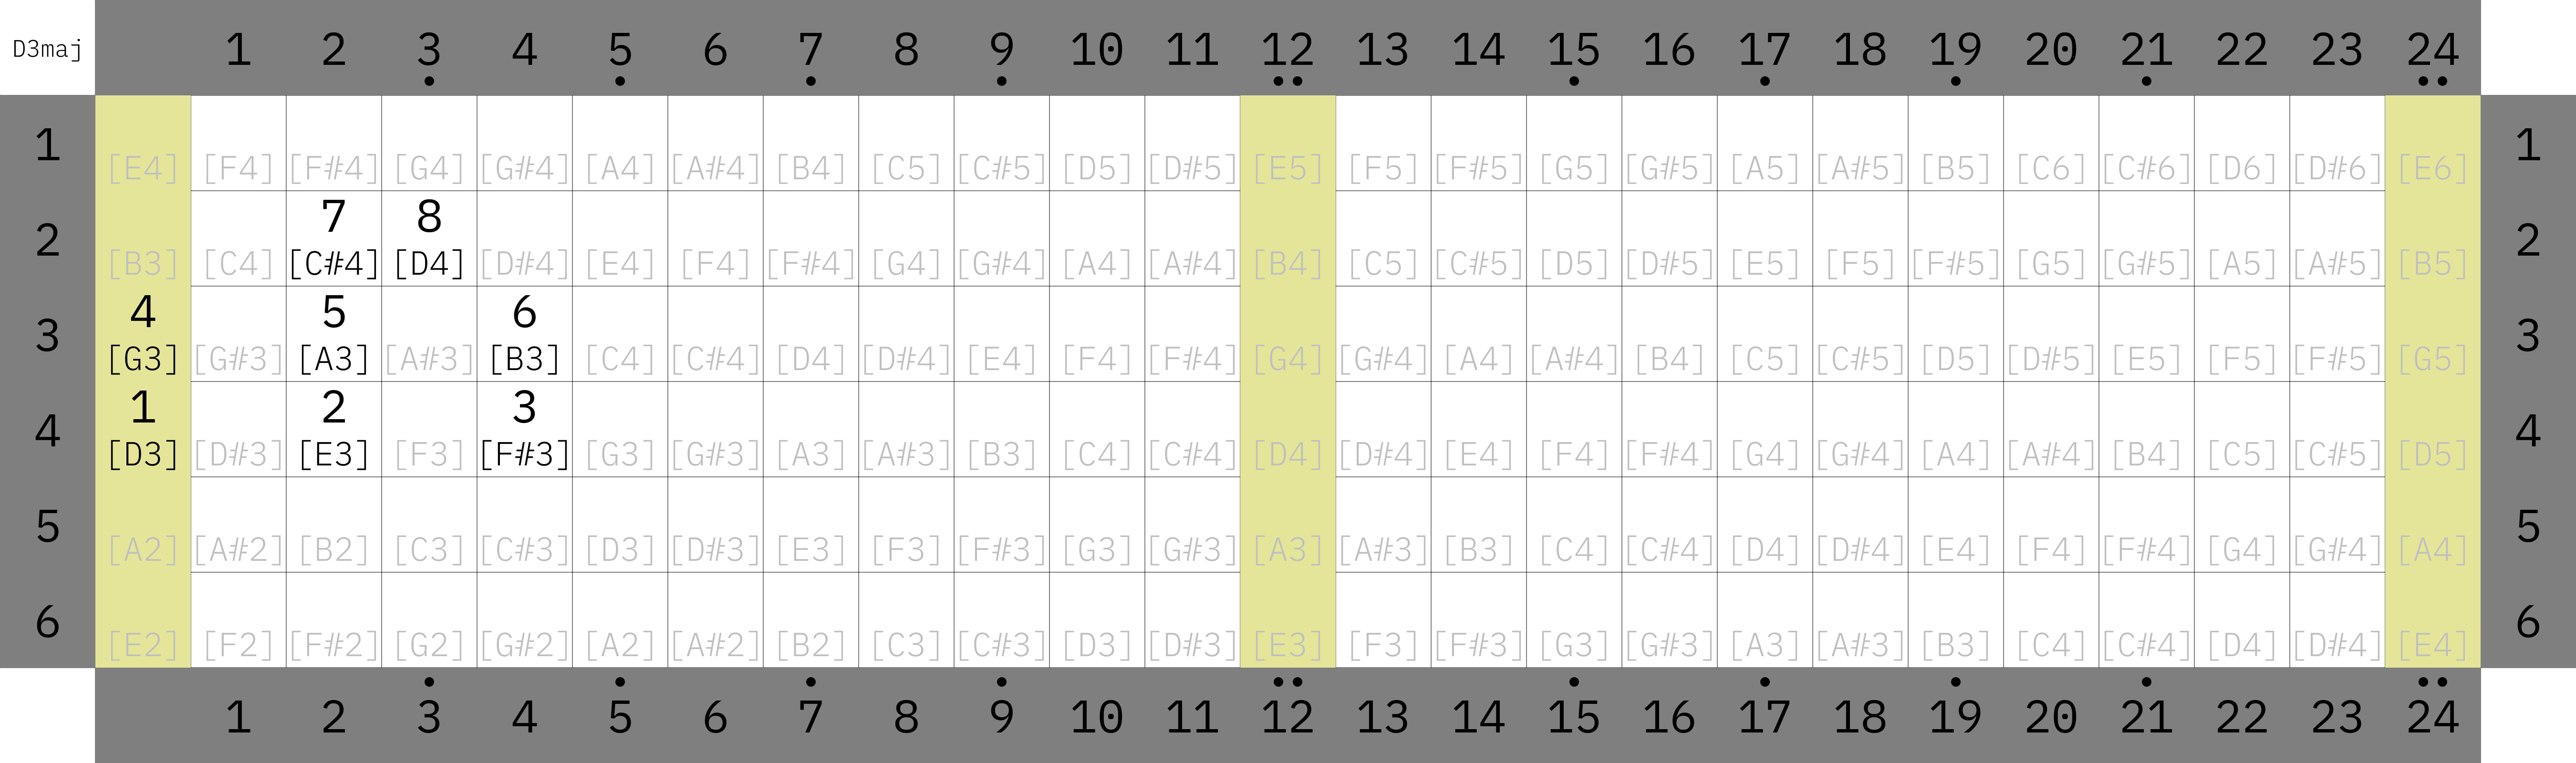 D3maj 1 2 3 4 5 6 7 8 9 10 11 12 13 14 15 16 17 18 19 20 21 22 23 24
1 [E4] [F4] [F#4] [G4] [G#4] [A4] [A#4] [B4] [C5] [C#5] [D5] [D#5] [E5] [F5] [F#5] [G5] [G#5] [A5] [A#5] [B5] [C6] [C#6] [D6] [D#6] [E6] 1
7 8
2 [B3] [C4] [C#4] [D4] [D#4] [E4] [F4] [F#4] [G4] [G#4] [A4] [A#4] [B4] [C5] [C#5] [D5] [D#5] [E5] [F5] [F#5] [G5] [G#5] [A5] [A#5] [B5] 2
4 5 6
3 [G3] [G#3] [A3] [A#3] [B3] [C4] [C#4] [D4] [D#4] [E4] [F4] [F#4] [G4] [G#4] [A4] [A#4] [B4] [C5] [C#5] [D5] [D#5] [E5] [F5] [F#5] [G5] 3
1 2 3
4 [D3] [D#3] [E3] [F3] [F#3] [G3] [G#3] [A3] [A#3] [B3] [C4] [C#4] [D4] [D#4] [E4] [F4] [F#4] [G4] [G#4] [A4] [A#4] [B4] [C5] [C#5] [D5] 4
5 [A2] [A#2] [B2] [C3] [C#3] [D3] [D#3] [E3] [F3] [F#3] [G3] [G#3] [A3] [A#3] [B3] [C4] [C#4] [D4] [D#4] [E4] [F4] [F#4] [G4] [G#4] [A4] 5
6 [E2] [F2] [F#2] [G2] [G#2] [A2] [A#2] [B2] [C3] [C#3] [D3] [D#3] [E3] [F3] [F#3] [G3] [G#3] [A3] [A#3] [B3] [C4] [C#4] [D4] [D#4] [E4] 6
1 2 3 4 5 6 7 8 9 10 11 12 13 14 15 16 17 18 19 20 21 22 23 24